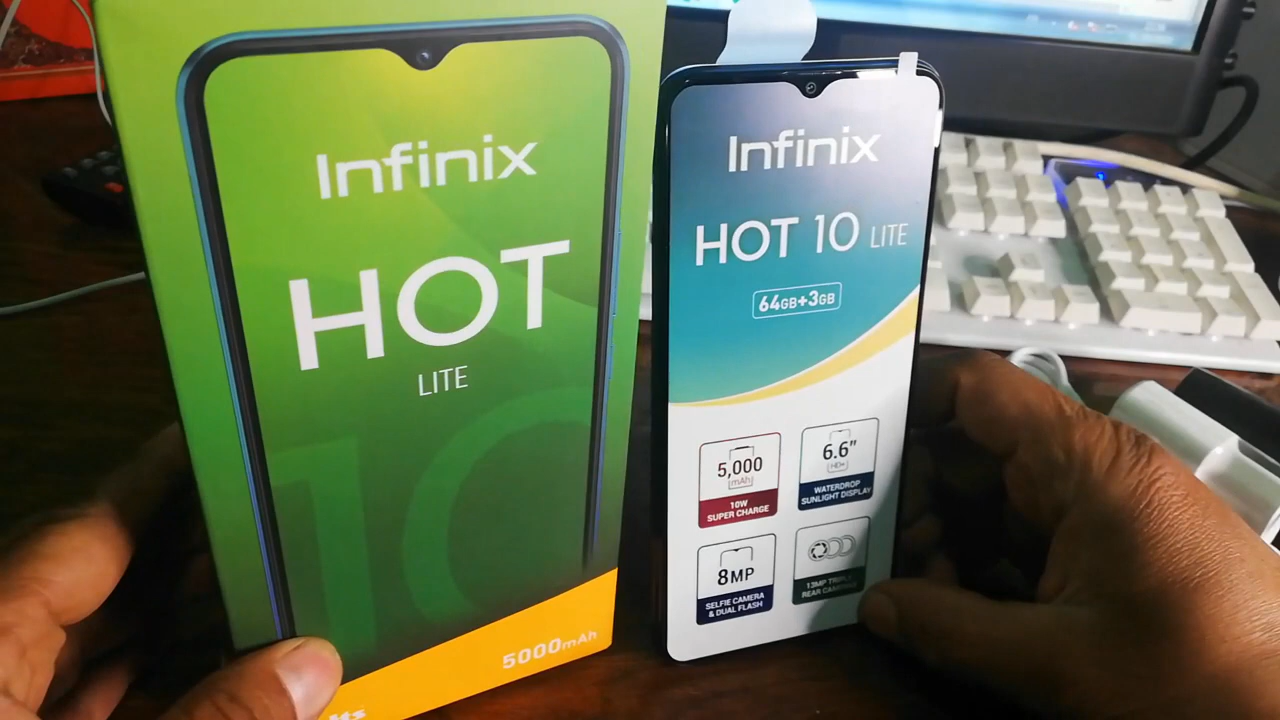 Infinix
HOT
LITE
10
5000mAh
Infinix
HOT 10 LITE
64GB+3GB
5,000
mAh
10W
SUPER CHARGE
6.6"
HD+
WATERDROP
SUNLIGHT DISPLAY
8MP
SELFIE CAMERA
& DUAL FLASH
13MP TRIPLE
REAR CAMERA